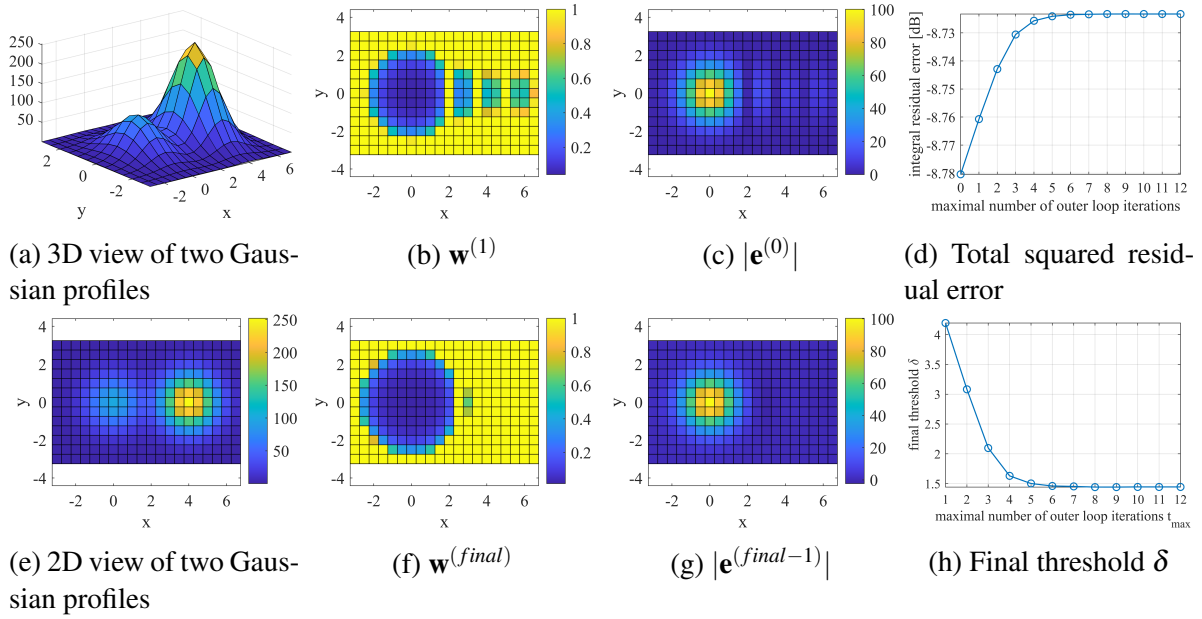 250
200
150
100
50
2
0
-2
y
-2
0
2
4
6
x
(a) 3D view of two Gaus-
sian profiles
4
2
0
-2
-4
y
-2 0 2 4 6
x
1
0.8
0.6
0.4
0.2
(b) w(1)
4
2
0
-2
-4
y
-2 0 2 4 6
x
100
80
60
40
20
0
(c) |e(0)|
integral residual error [dB]
-8.73
-8.74
-8.75
-8.76
-8.77
-8.78
0 1 2 3 4 5 6 7 8 9 10 11 12
maximal number of outer loop iterations
(d) Total squared resid-
ual error
4
2
0
-2
-4
y
-2 0 2 4 6
x
250
200
150
100
50
(e) 2D view of two Gaus-
sian profiles
4
2
0
-2
-4
y
-2 0 2 4 6
x
1
0.8
0.6
0.4
0.2
(f) w(final)
4
2
0
-2
-4
y
-2 0 2 4 6
x
100
80
60
40
20
0
(g) |e(final−1)|
final threshold δ
4
3.5
3
2.5
2
1.5
1 2 3 4 5 6 7 8 9 10 11 12
maximal number of outer loop iterations tmax
(h) Final threshold δ